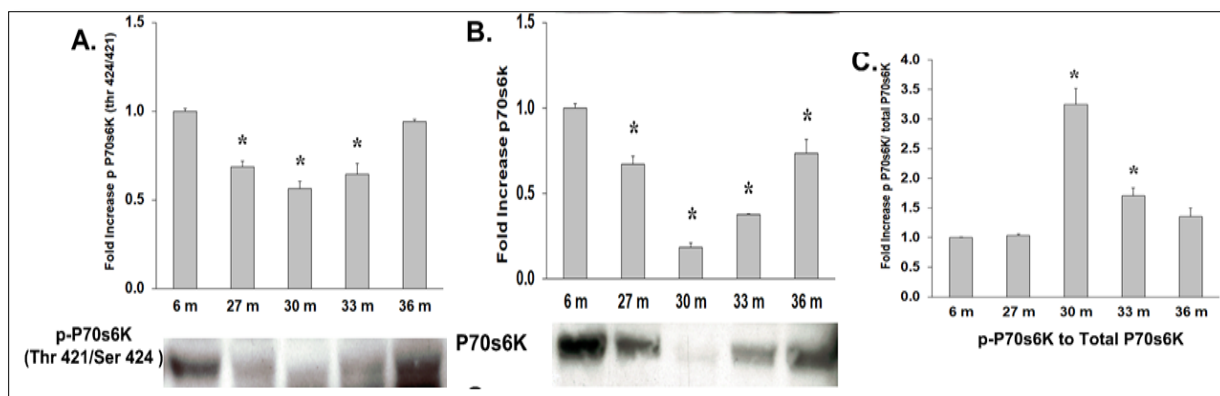 A.
Fold Increase p P70s6K (thr 424/421)
1.5
1.0
0.5
0.0
6 m 27 m 30 m 33 m 36 m
* * *
p-P70s6K
(Thr 421/Ser 424 )
B.
Fold Increase p70s6k
1.5
1.0
0.5
0.0
6 m 27 m 30 m 33 m 36 m
* * * *
P70s6K
C.
Fold Increase p P70s6K/ total P70s6K
4.0
3.5
3.0
2.5
2.0
1.5
1.0
0.5
0.0
* *
6 m 27 m 30 m 33 m 36 m
p-P70s6K to Total P70s6K